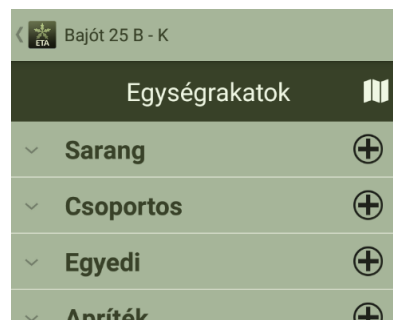 ETA Bajót 25 B - K
Egységrakatok
Sarang
Csoportos
Egyedi
Apríték